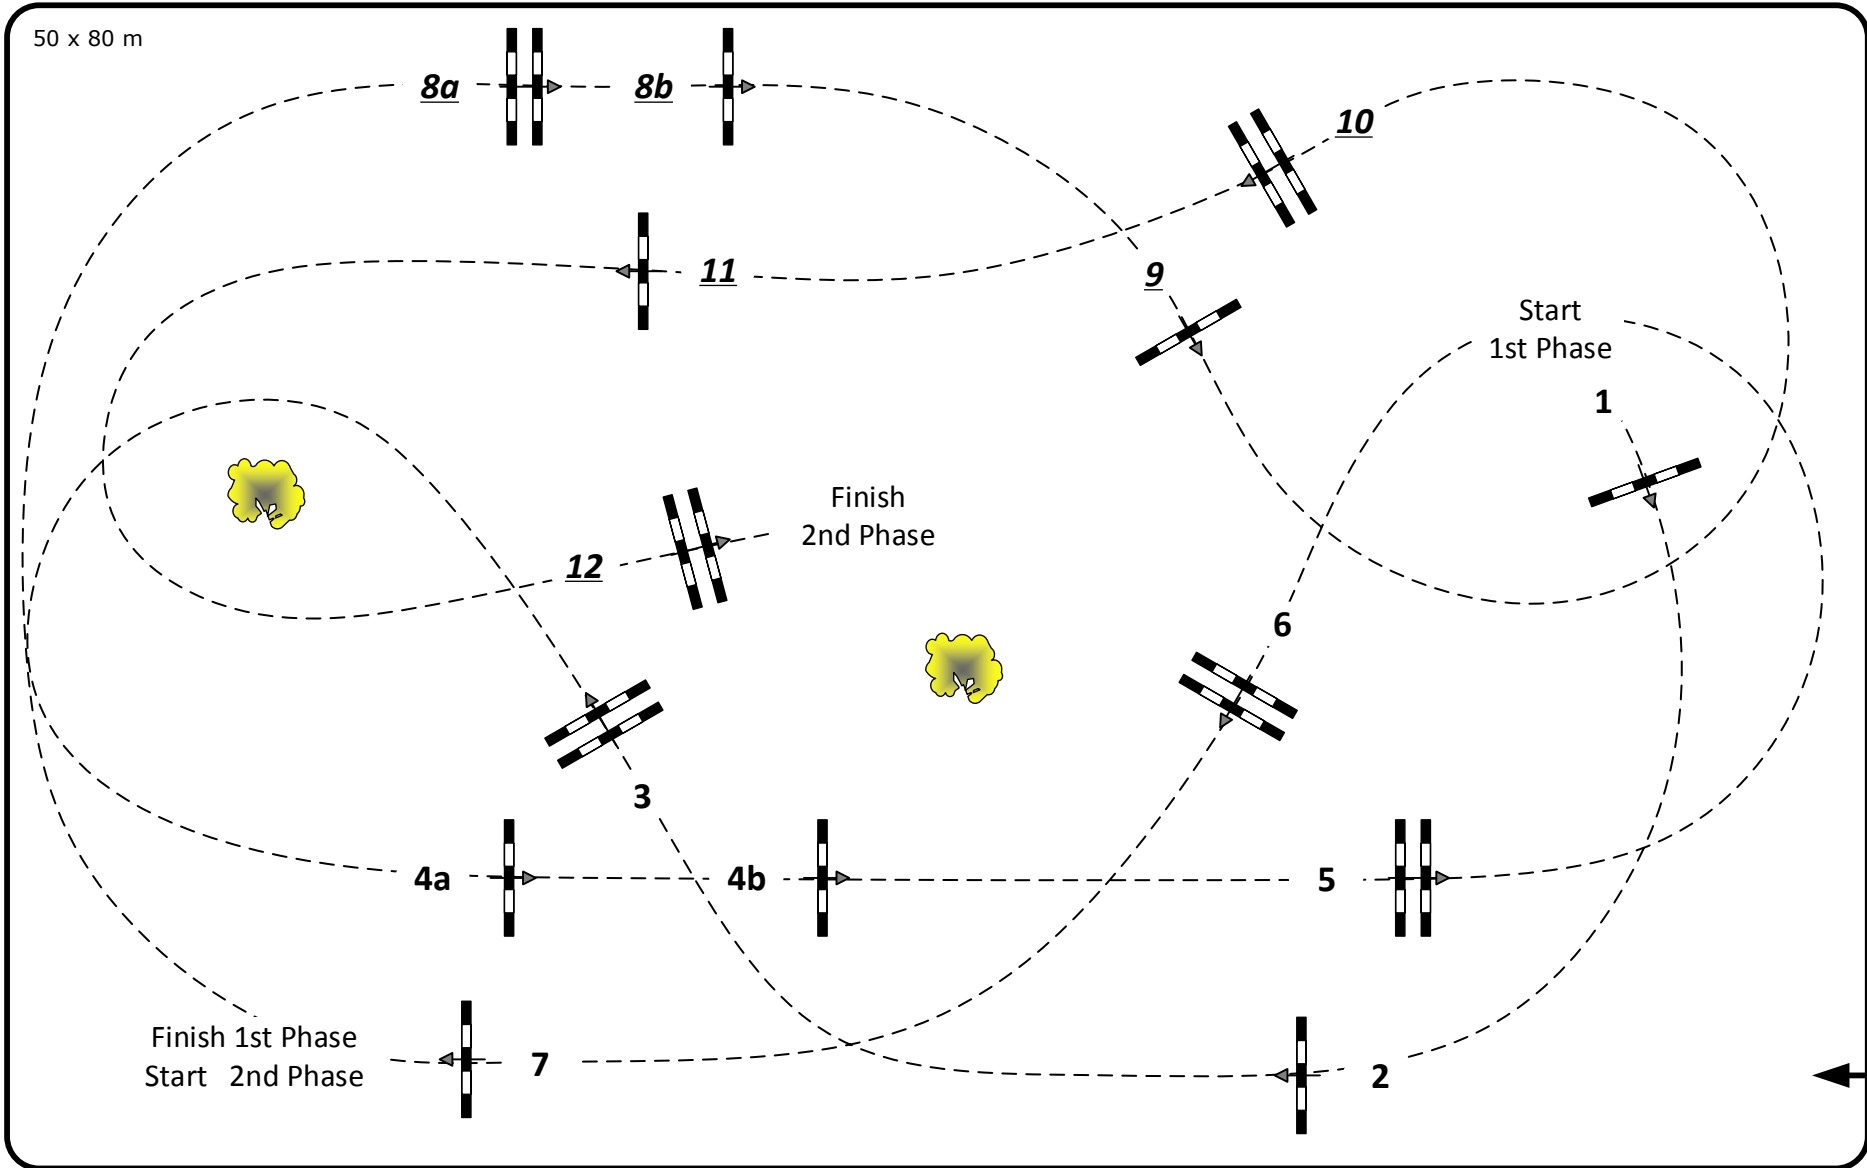 50 x 80 m
8a
8b
10
11
9
Start
1st Phase
1
Finish
2nd Phase
12
6
3
4a
4b
5
Finish 1st Phase
Start 2nd Phase
7
2